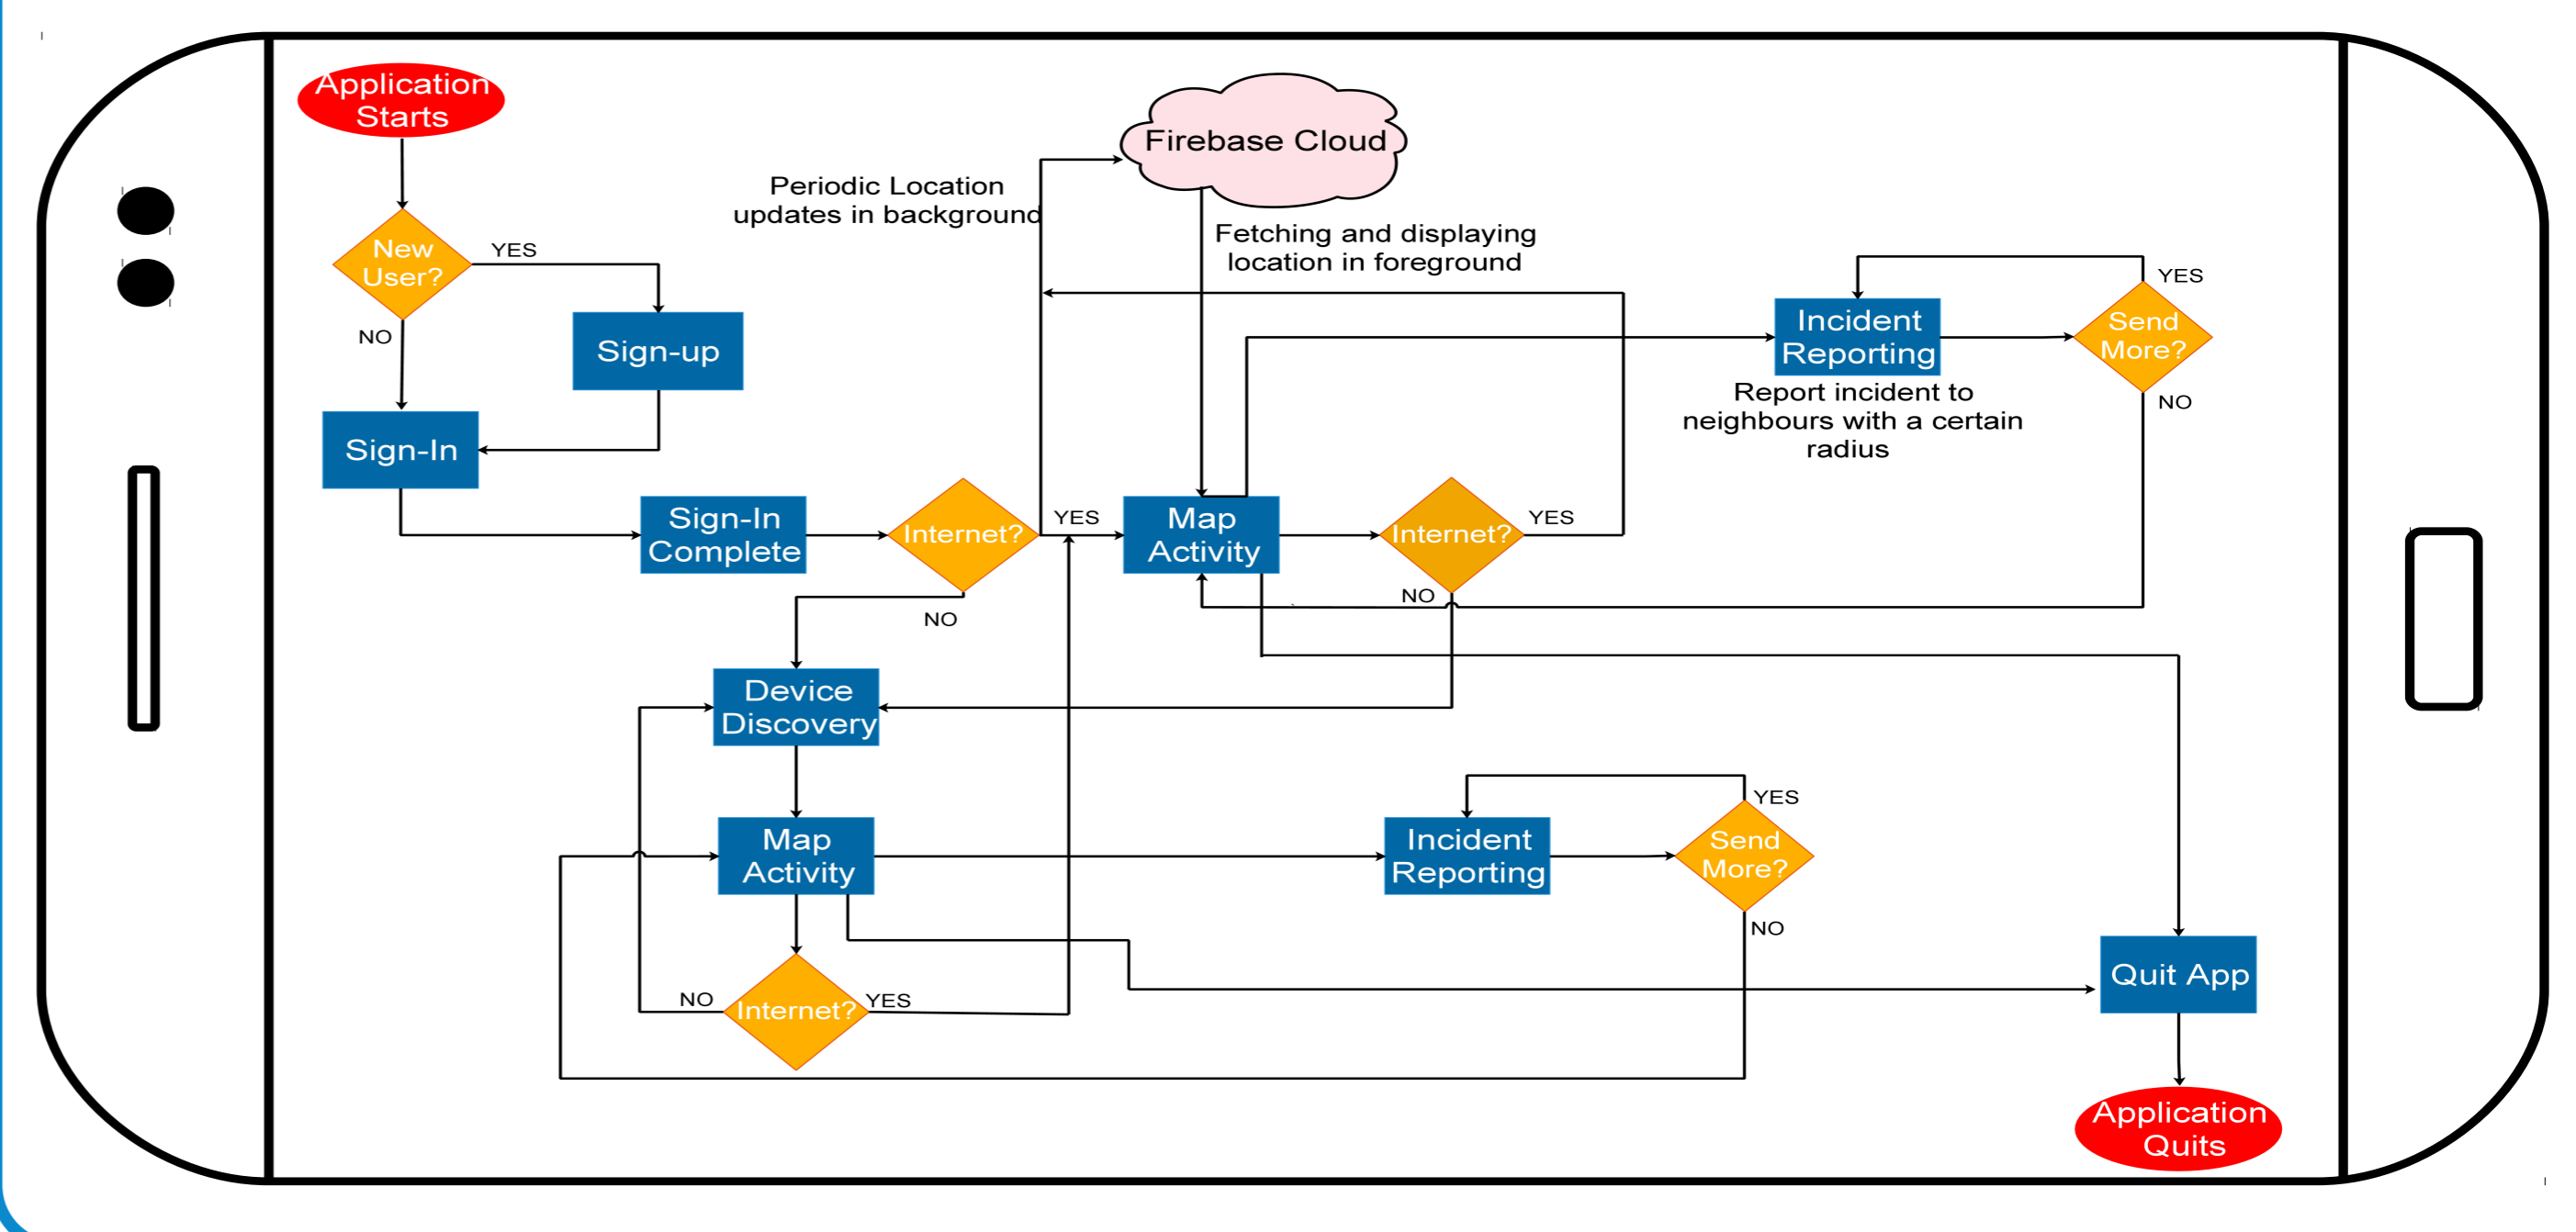 Application
Starts
New
User?
YES
NO
Sign-up
Sign-In
Sign-In
Complete
Internet?
YES
NO
Periodic Location
updates in background
Firebase Cloud
Fetching and displaying
location in foreground
Map
Activity
Internet?
YES
NO
Incident
Reporting
Report incident to
neighbours with a certain
radius
Send
More?
YES
NO
Device
Discovery
Map
Activity
Internet?
NO
YES
Incident
Reporting
Send
More?
YES
NO
Quit App
Application
Quits